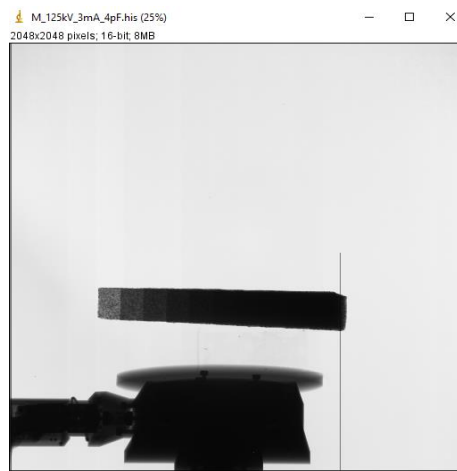 M_125kV_3mA_4pF.his (25%)
2048x2048 pixels; 16-bit; 8MB